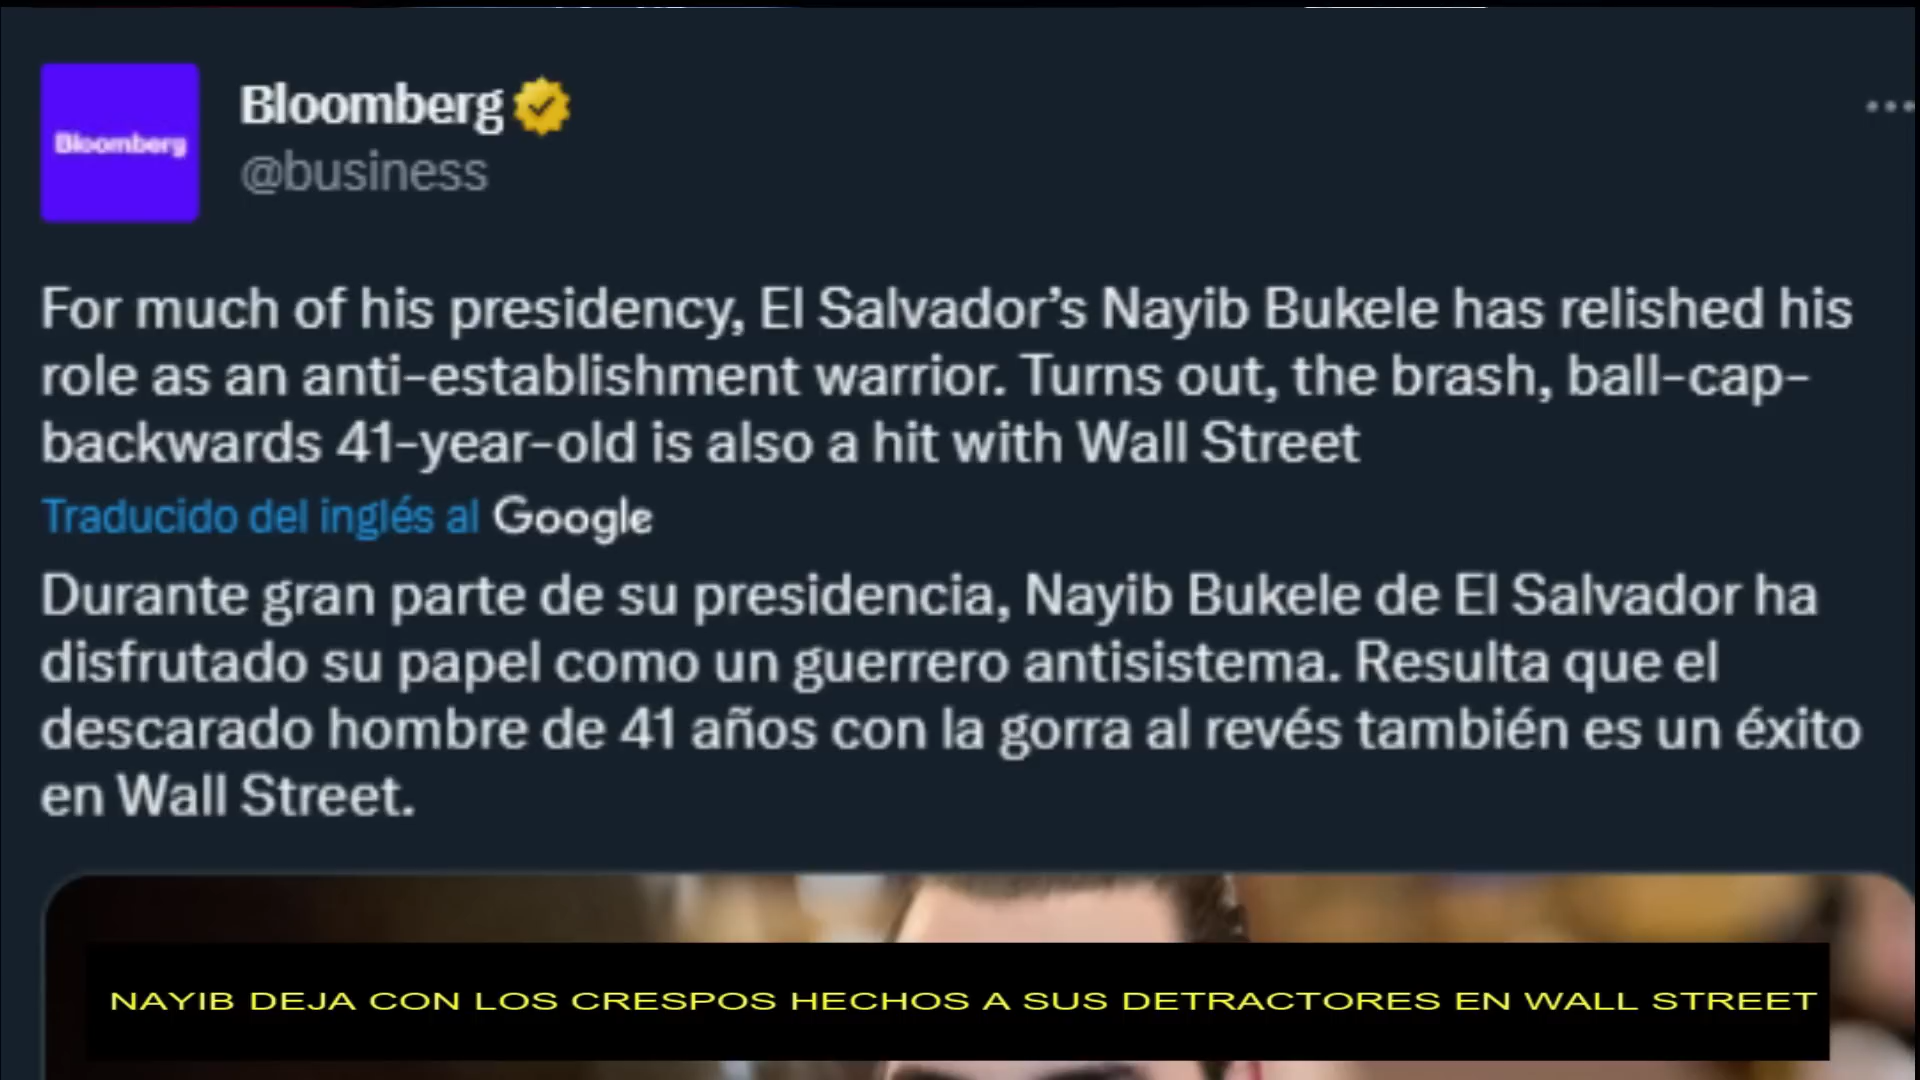 Bloomberg
Bloomberg
@business
For much of his presidency, El Salvador’s Nayib Bukele has relished his
role as an anti-establishment warrior. Turns out, the brash, ball-cap-
backwards 41-year-old is also a hit with Wall Street
Traducido del inglés al Google
Durante gran parte de su presidencia, Nayib Bukele de El Salvador ha
disfrutado su papel como un guerrero antisistema. Resulta que el
descarado hombre de 41 años con la gorra al revés también es un éxito
en Wall Street.
NAYIB DEJA CON LOS CRESPOS HECHOS A SUS DETRACTORES EN WALL STREET